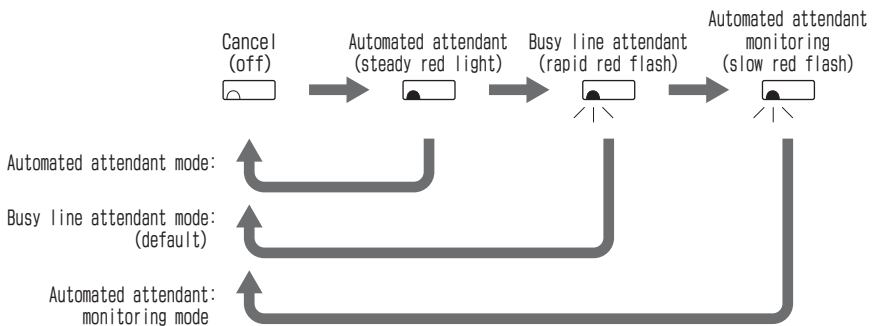 Cancel
(off)
Automated attendant
(steady red light)
Busy line attendant
(rapid red flash)
Automated attendant
monitoring
(slow red flash)
Automated attendant mode:
Busy line attendant mode:
(default)
Automated attendant:
monitoring mode